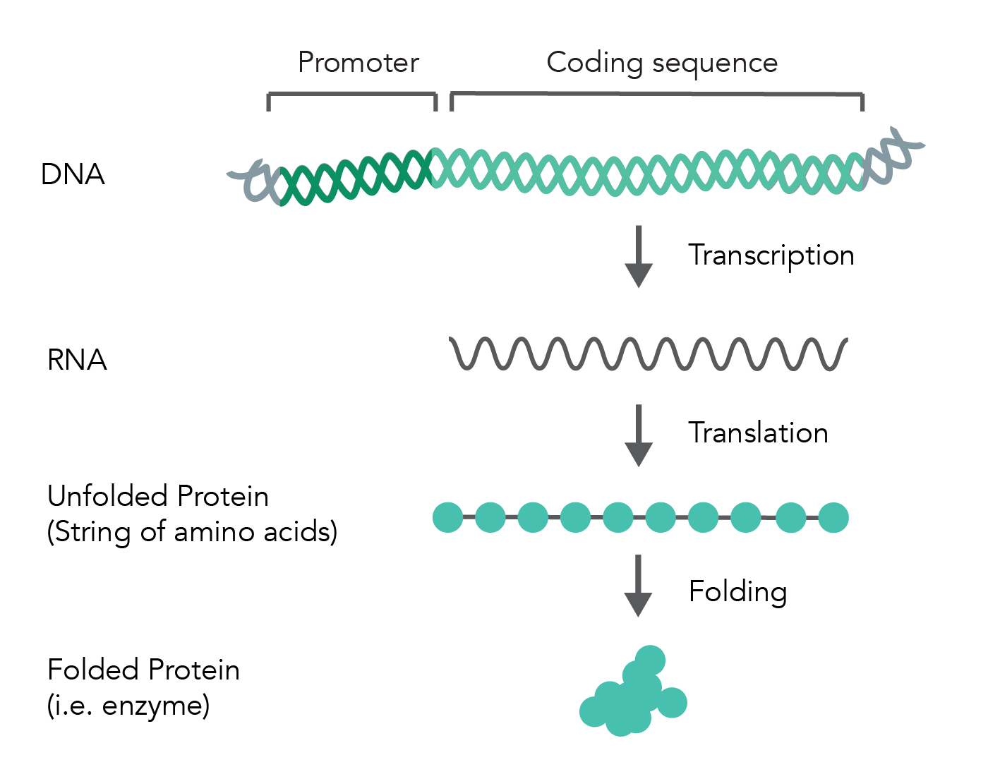 Promoter
Coding sequence
DNA
Transcription
RNA
Translation
Unfolded Protein
(String of amino acids)
Folding
Folded Protein
(i.e. enzyme)